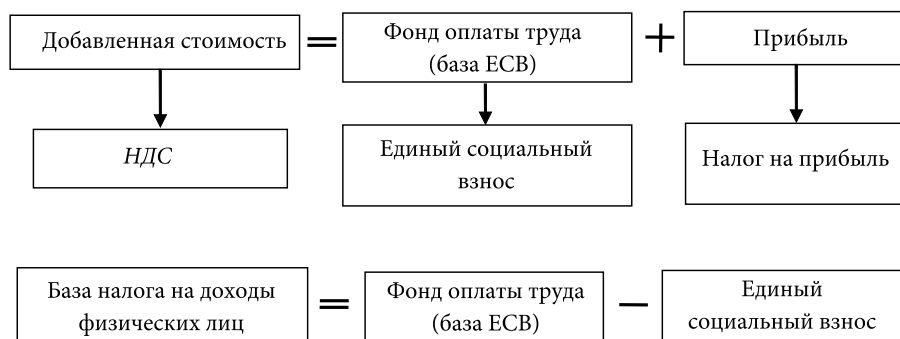 Добавленная стоимость = Фонд оплаты труда (база ЕСВ) + Прибыль
НДС
Единый социальный взнос
Налог на прибыль
База налога на доходы физических лиц = Фонд оплаты труда (база ЕСВ) − Единый социальный взнос